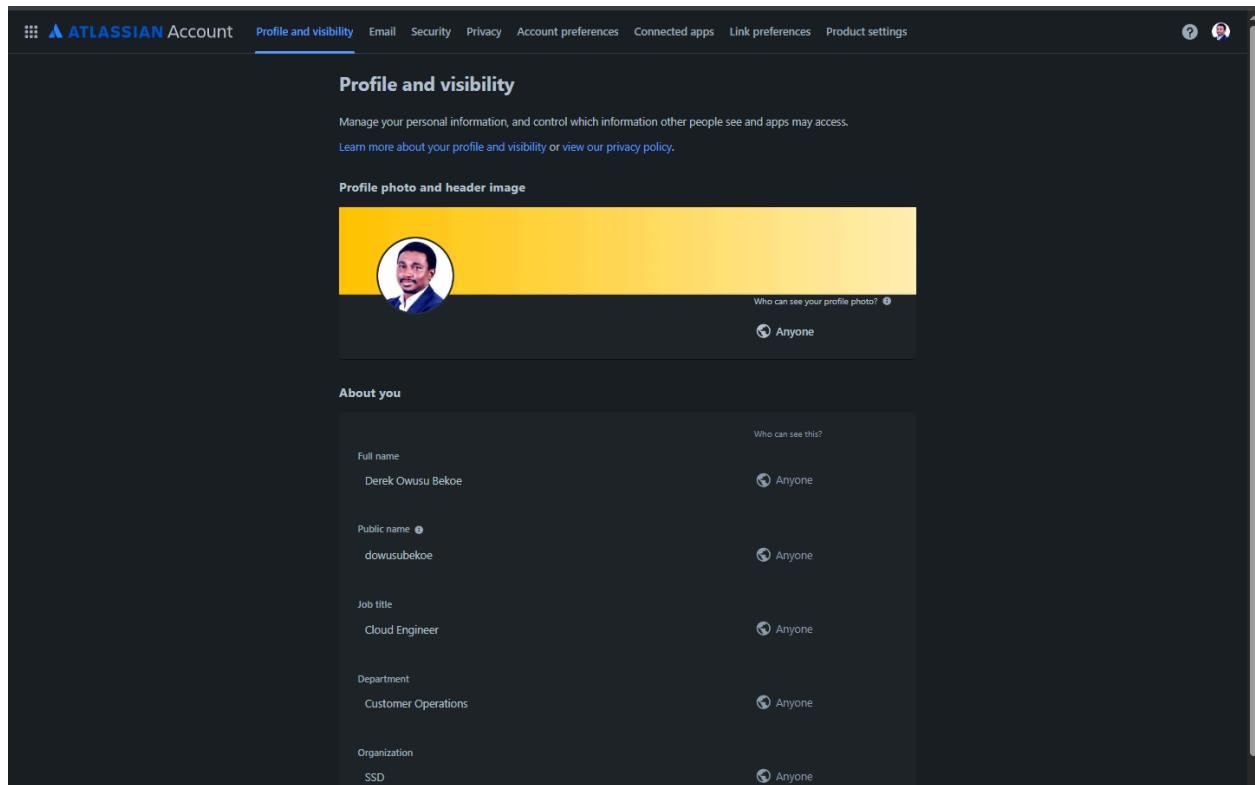 ATLASSIAN Account Profile and visibility Email Security Privacy Account preferences Connected apps Link preferences Product settings
Profile and visibility
Manage your personal information, and control which information other people see and apps may access.
Learn more about your profile and visibility or view our privacy policy.
Profile photo and header image
Who can see your profile photo?
Anyone
About you
Who can see this?
Full name
Derek Owusu Bekoe Anyone
Public name
dowusubekoe Anyone
Job title
Cloud Engineer Anyone
Department
Customer Operations Anyone
Organization
SSD Anyone